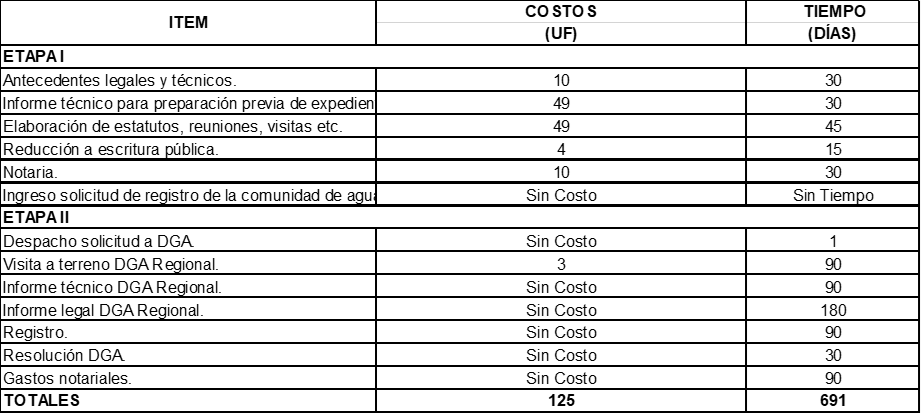 ITEM COSTOS TIEMPO
(UF) (DÍAS)
ETAPA I
Antecedentes legales y técnicos. 10 30
Informe técnico para preparación previa de expedien 49 30
Elaboración de estatutos, reuniones, visitas etc. 49 45
Reducción a escritura pública. 4 15
Notaria. 10 30
Ingreso solicitud de registro de la comunidad de agua Sin Costo Sin Tiempo
ETAPA II
Despacho solicitud a DGA. Sin Costo 1
Visita a terreno DGA Regional. 3 90
Informe técnico DGA Regional. Sin Costo 90
Informe legal DGA Regional. Sin Costo 180
Registro. Sin Costo 90
Resolución DGA. Sin Costo 30
Gastos notariales. Sin Costo 90
TOTALES 125 691